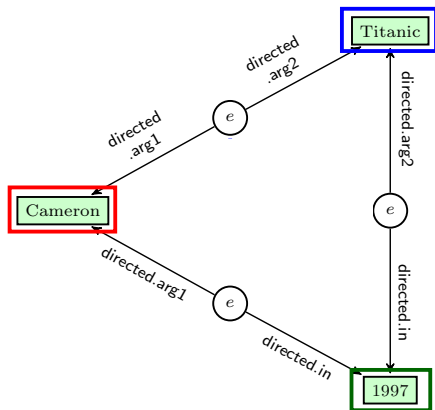 Titanic
directed
.arg2
e
directed
.arg1
directed.arg2
Cameron
e
directed.arg1
e
directed.in
directed.in
1997